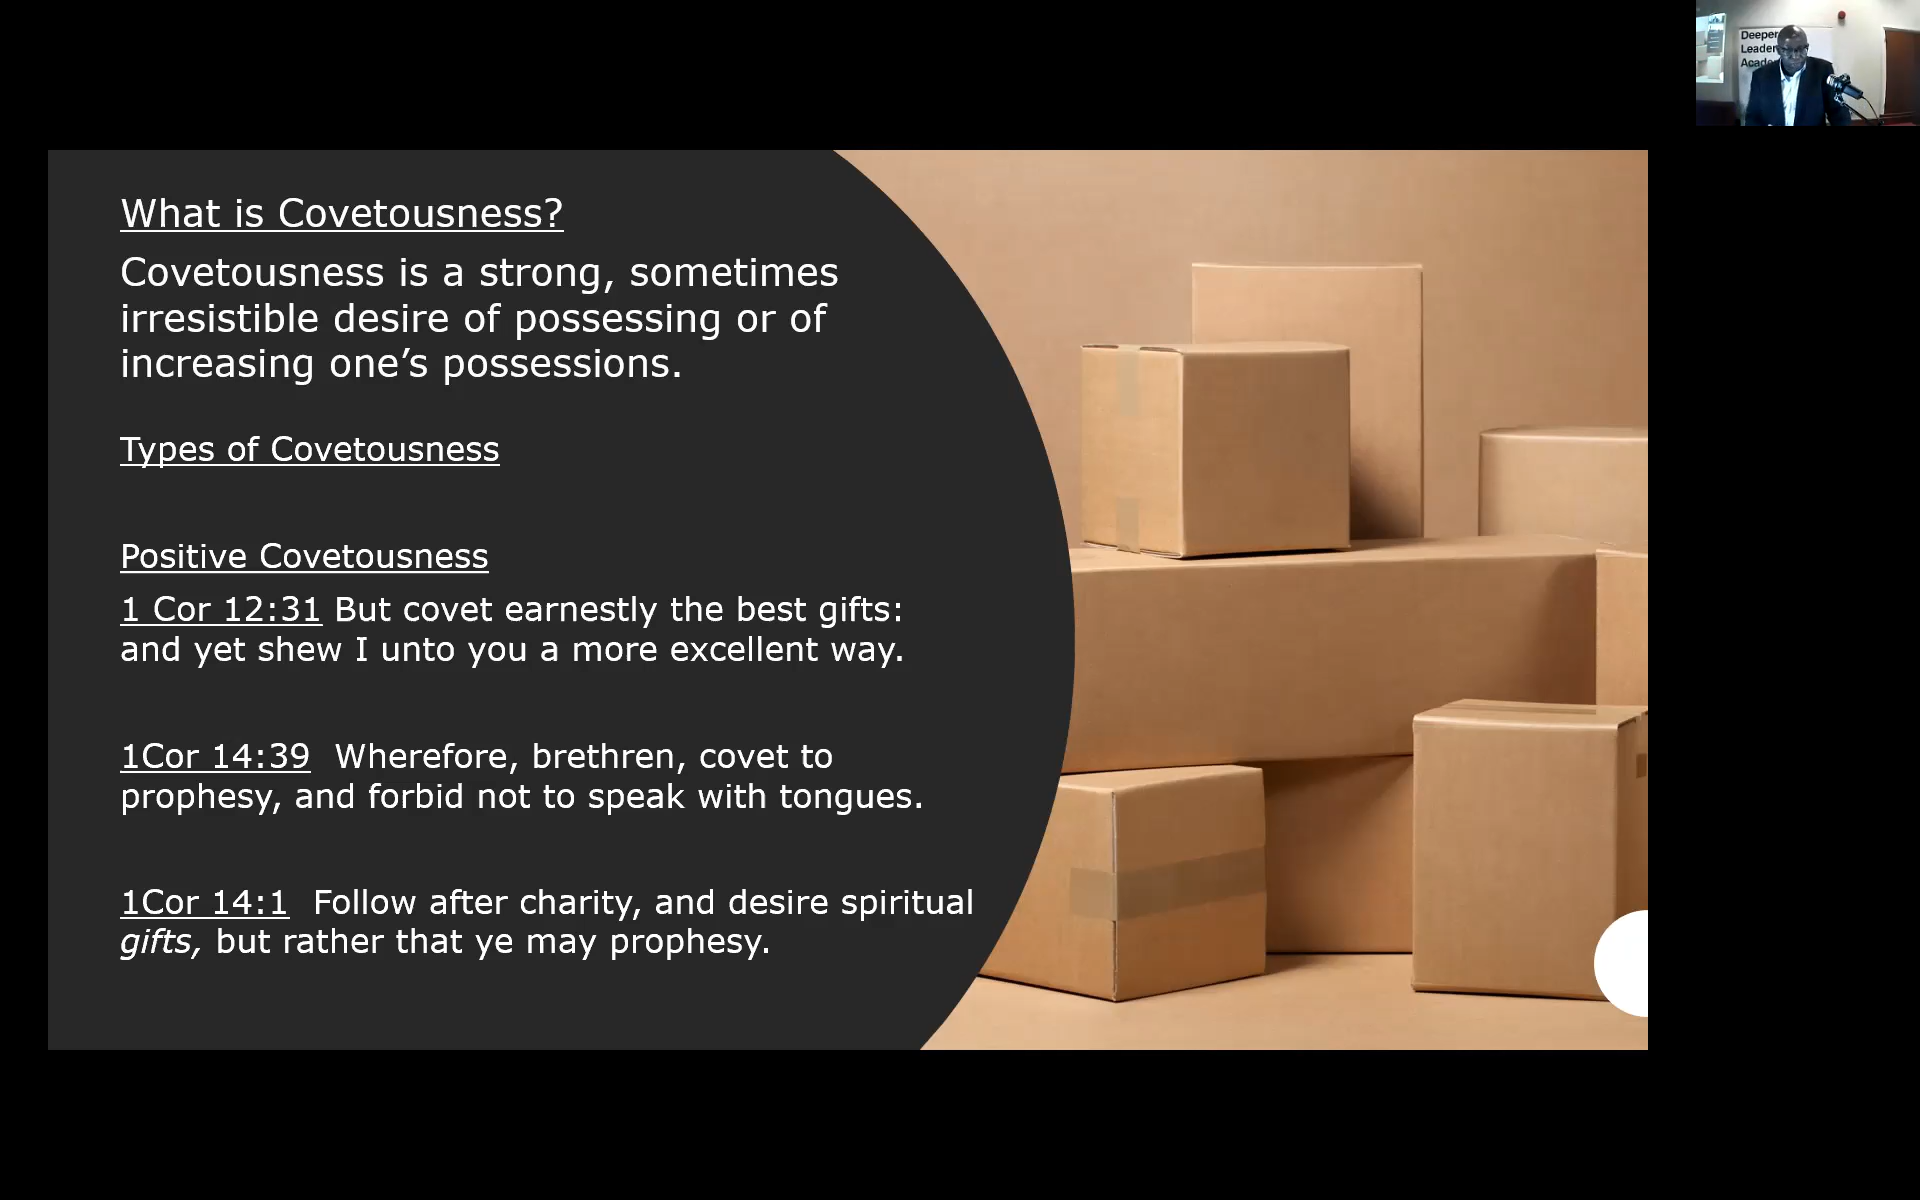 Deeper
Leader
Acade
What is Covetousness?
Covetousness is a strong, sometimes
irresistible desire of possessing or of
increasing one’s possessions.
Types of Covetousness
Positive Covetousness
1 Cor 12:31 But covet earnestly the best gifts:
and yet shew I unto you a more excellent way.
1Cor 14:39  Wherefore, brethren, covet to
prophesy, and forbid not to speak with tongues.
1Cor 14:1  Follow after charity, and desire spiritual
gifts, but rather that ye may prophesy.